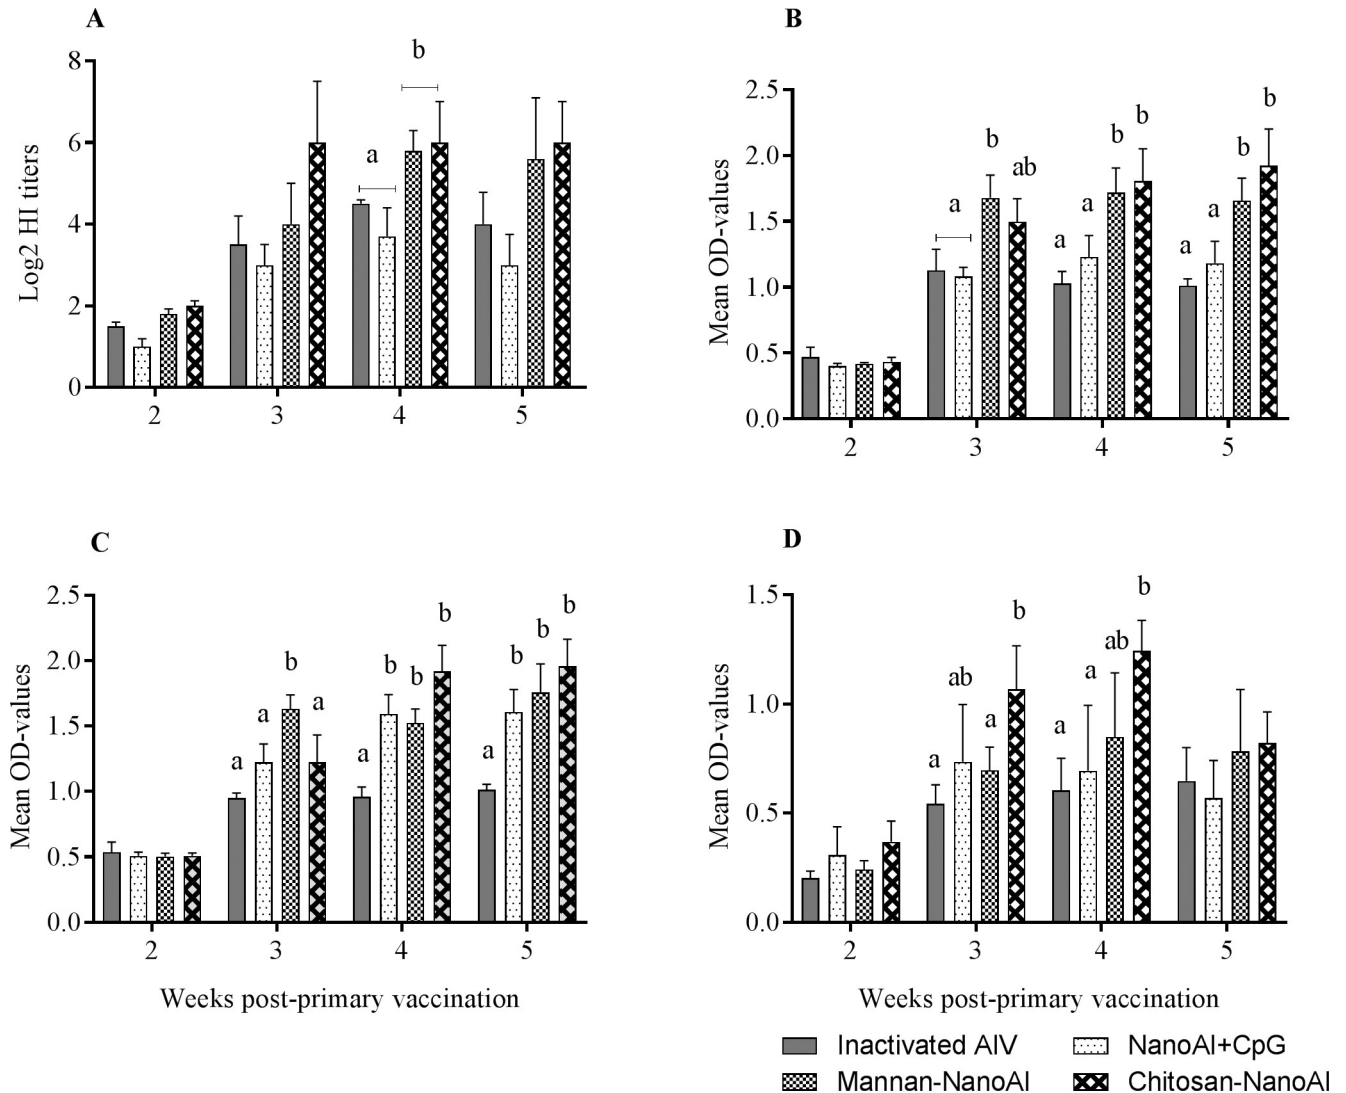 A
8
6
4
2
0
Log2 HI titers
a
b
2 3 4 5
B
2.5
2.0
1.5
1.0
0.5
0.0
Mean OD-values
a b ab
a a b b
a a b b
2 3 4 5
C
2.5
2.0
1.5
1.0
0.5
0.0
Mean OD-values
a a b a
a b b b
a b b b
2 3 4 5
Weeks post-primary vaccination
D
1.5
1.0
0.5
0.0
Mean OD-values
a ab a b
a a ab b
2 3 4 5
Weeks post-primary vaccination
Inactivated AIV NanoAI+CpG
Mannan-NanoAI Chitosan-NanoAI